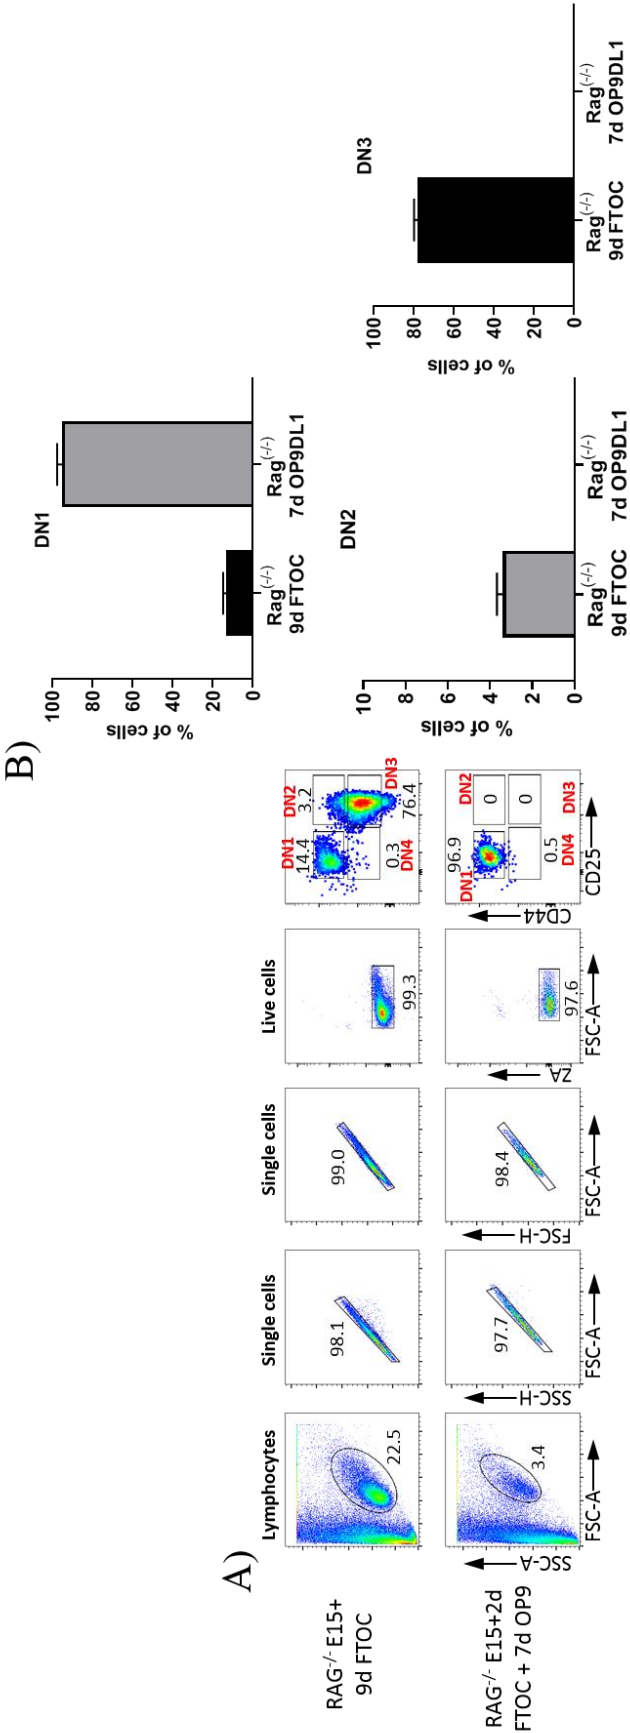 A)
Lymphocytes
Single cells
Single cells
Live cells
RAG-/- E15+
9d FTOC
22.5
98.1
99.0
99.3
DN1
14.4
DN2
3.2
0.3
DN4
76.4
DN3
RAG-/- E15+2d
FTOC + 7d OP9
3.4
97.7
98.4
97.6
96.9
DN1
DN2
0
0
0.5
DN4
DN3
SSC-A
FSC-A
SSC-H
FSC-A
FSC-H
FSC-A
ZA
FSC-A
CD44
CD25
B)
DN1
% of cells
100
80
60
40
20
0
Rag(-/-)
9d FTOC
Rag(-/-)
7d OP9DL1
DN2
% of cells
10
8
6
4
2
0
Rag(-/-)
9d FTOC
Rag(-/-)
7d OP9DL1
DN3
% of cells
100
80
60
40
20
0
Rag(-/-)
9d FTOC
Rag(-/-)
7d OP9DL1